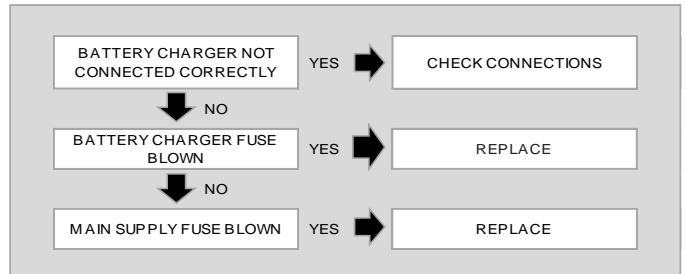 BATTERY CHARGER NOT
CONNECTED CORRECTLY
YES
CHECK CONNECTIONS
NO
BATTERY CHARGER FUSE
BLOWN
YES
REPLACE
NO
MAIN SUPPLY FUSE BLOWN
YES
REPLACE